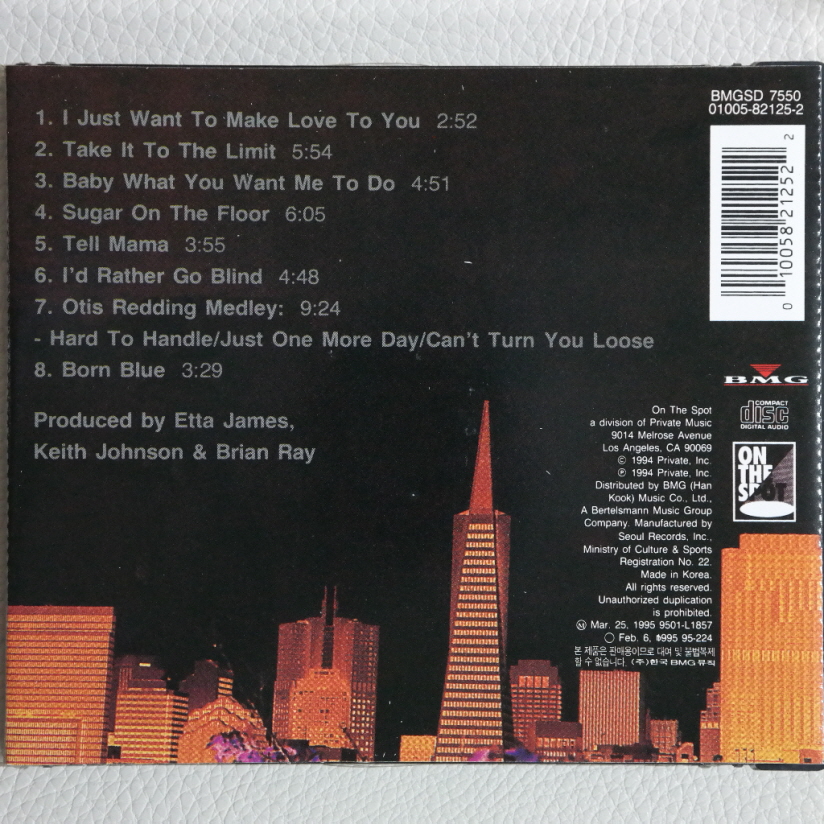 1. I Just Want To Make Love To You 2:52
2. Take It To The Limit 5:54
3. Baby What You Want Me To Do 4:51
4. Sugar On The Floor 6:05
5. Tell Mama 3:55
6. I'd Rather Go Blind 4:48
7. Otis Redding Medley: 9:24
- Hard To Handle/Just One More Day/Can't Turn You Loose
8. Born Blue 3:29
Produced by Etta James,
Keith Johnson & Brian Ray
BMGSD 7550
01005-82125-2
0 10058 21252 2
BMG
COMPACT
disc
DIGITAL AUDIO
ON
THE
SPOT
On The Spot
a division of Private Music
9014 Melrose Avenue
Los Angeles, CA 90069
© 1994 Private, Inc.
℗ 1994 Private, Inc.
Distributed by BMG (Han
Kook) Music Co., Ltd.,
A Bertelsmann Music Group
Company. Manufactured by
Seoul Records, Inc.,
Ministry of Culture & Sports
Registration No. 22.
Made in Korea.
All rights reserved.
Unauthorized duplication
is prohibited.
Ⓜ Mar. 25, 1995 9501-L1857
◯ Feb. 6, 1995 95-224
본 제품은 판매용이므로 대여 및 불법복제
할 수 없습니다. (주)한국 BMG 뮤직